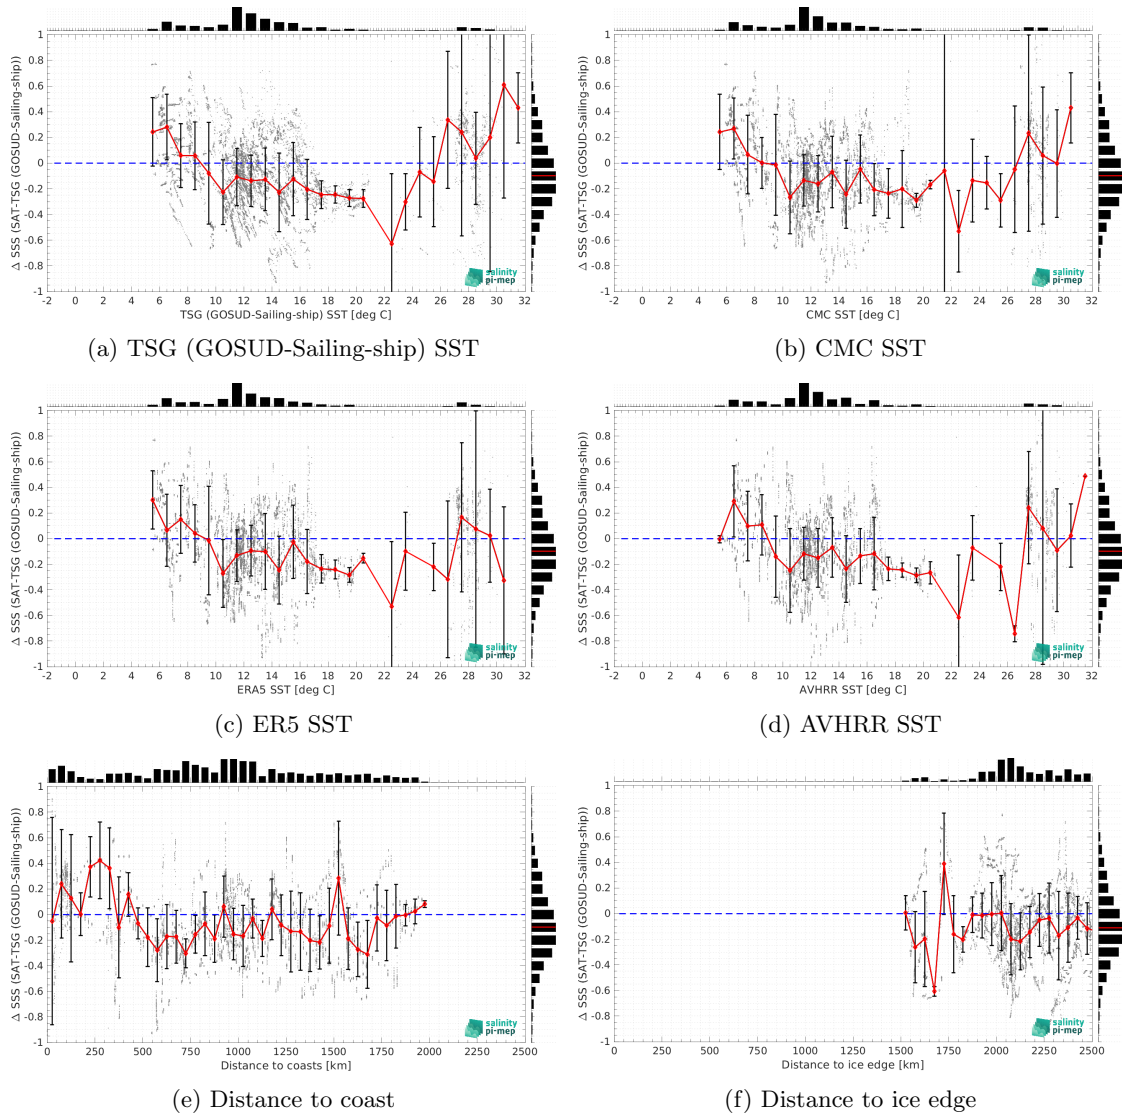 1
0.8
0.6
0.4
0.2
0
-0.2
-0.4
-0.6
-0.8
-1
Δ SSS (SAT-TSG (GOSUD-Sailing-ship))
salinity
pi-mep
-2 0 2 4 6 8 10 12 14 16 18 20 22 24 26 28 30 32
TSG (GOSUD-Sailing-ship) SST [deg C]
(a) TSG (GOSUD-Sailing-ship) SST
1
0.8
0.6
0.4
0.2
0
-0.2
-0.4
-0.6
-0.8
-1
Δ SSS (SAT-TSG (GOSUD-Sailing-ship))
salinity
pi-mep
-2 0 2 4 6 8 10 12 14 16 18 20 22 24 26 28 30 32
CMC SST [deg C]
(b) CMC SST
1
0.8
0.6
0.4
0.2
0
-0.2
-0.4
-0.6
-0.8
-1
Δ SSS (SAT-TSG (GOSUD-Sailing-ship))
salinity
pi-mep
-2 0 2 4 6 8 10 12 14 16 18 20 22 24 26 28 30 32
ERA5 SST [deg C]
(c) ER5 SST
1
0.8
0.6
0.4
0.2
0
-0.2
-0.4
-0.6
-0.8
-1
Δ SSS (SAT-TSG (GOSUD-Sailing-ship))
salinity
pi-mep
-2 0 2 4 6 8 10 12 14 16 18 20 22 24 26 28 30 32
AVHRR SST [deg C]
(d) AVHRR SST
1
0.8
0.6
0.4
0.2
0
-0.2
-0.4
-0.6
-0.8
-1
Δ SSS (SAT-TSG (GOSUD-Sailing-ship))
salinity
pi-mep
0 250 500 750 1000 1250 1500 1750 2000 2250 2500
Distance to coasts [km]
(e) Distance to coast
1
0.8
0.6
0.4
0.2
0
-0.2
-0.4
-0.6
-0.8
-1
Δ SSS (SAT-TSG (GOSUD-Sailing-ship))
salinity
pi-mep
0 500 750 1000 1250 1500 1750 2000 2250 2500
Distance to ice edge [km]
(f) Distance to ice edge